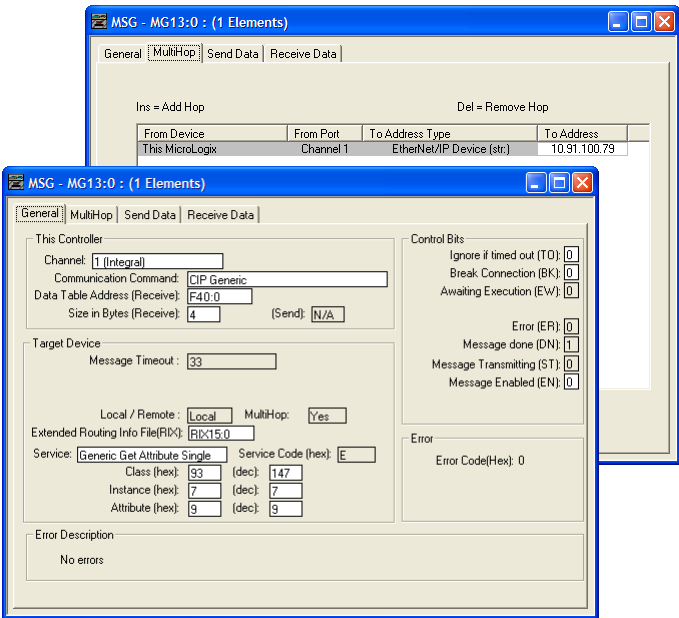 MSG - MG13:0 : (1 Elements)
General MultiHop Send Data Receive Data
Ins = Add Hop Del = Remove Hop
From Device From Port To Address Type To Address
This MicroLogix Channel 1 EtherNet/IP Device (str:) 10.91.100.79
MSG - MG13:0 : (1 Elements)
General MultiHop Send Data Receive Data
This Controller
Channel: 1 (Integral)
Communication Command: CIP Generic
Data Table Address (Receive): F40:0
Size in Bytes (Receive): 4 (Send): N/A
Target Device
Message Timeout : 33
Local / Remote : Local MultiHop: Yes
Extended Routing Info File(RIX): RIX15:0
Service: Generic Get Attribute Single Service Code (hex): E
Class (hex): 93 (dec): 147
Instance (hex): 7 (dec): 7
Attribute (hex): 9 (dec): 9
Control Bits
Ignore if timed out (TO): 0
Break Connection (BK): 0
Awaiting Execution (EW): 0
Error (ER): 0
Message done (DN): 1
Message Transmitting (ST): 0
Message Enabled (EN): 0
Error
Error Code(Hex): 0
Error Description
No errors